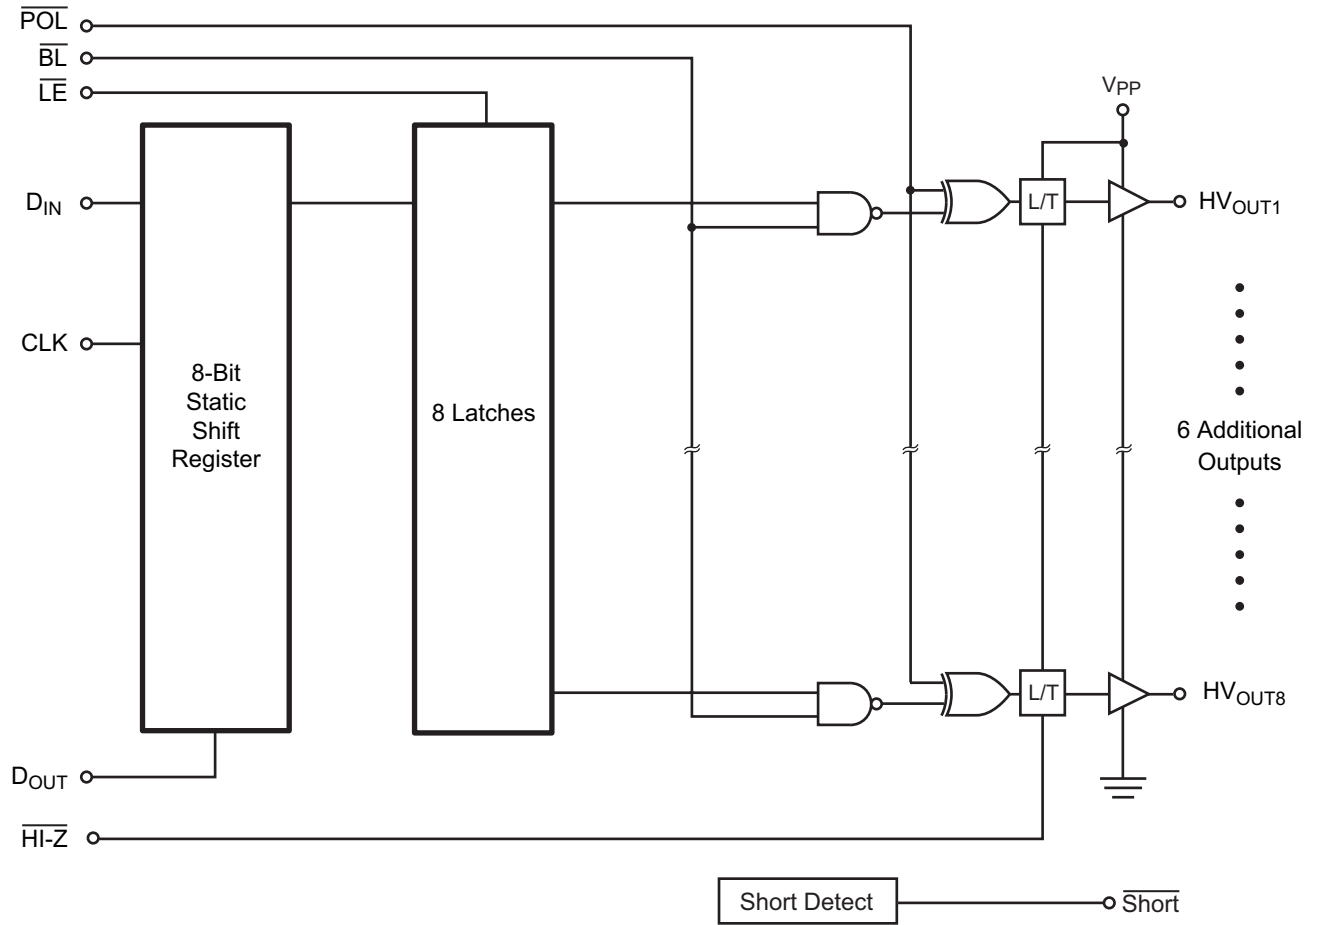 POL
BL
LE
VPP
DIN
L/T
HVOUT1
CLK
8-Bit
Static
Shift
Register
8 Latches
6 Additional
Outputs
L/T
HVOUT8
DOUT
HI-Z
Short Detect
Short